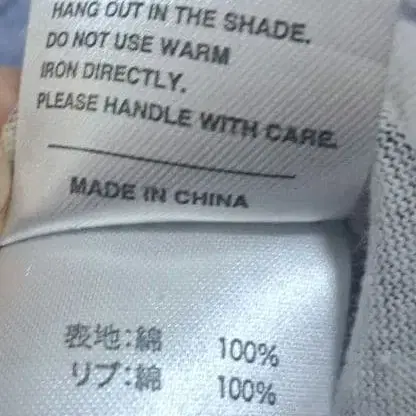 HANG OUT IN THE SHADE.
DO NOT USE WARM
IRON DIRECTLY.
PLEASE HANDLE WITH CARE.
MADE IN CHINA
表地:綿 100%
リブ:綿 100%